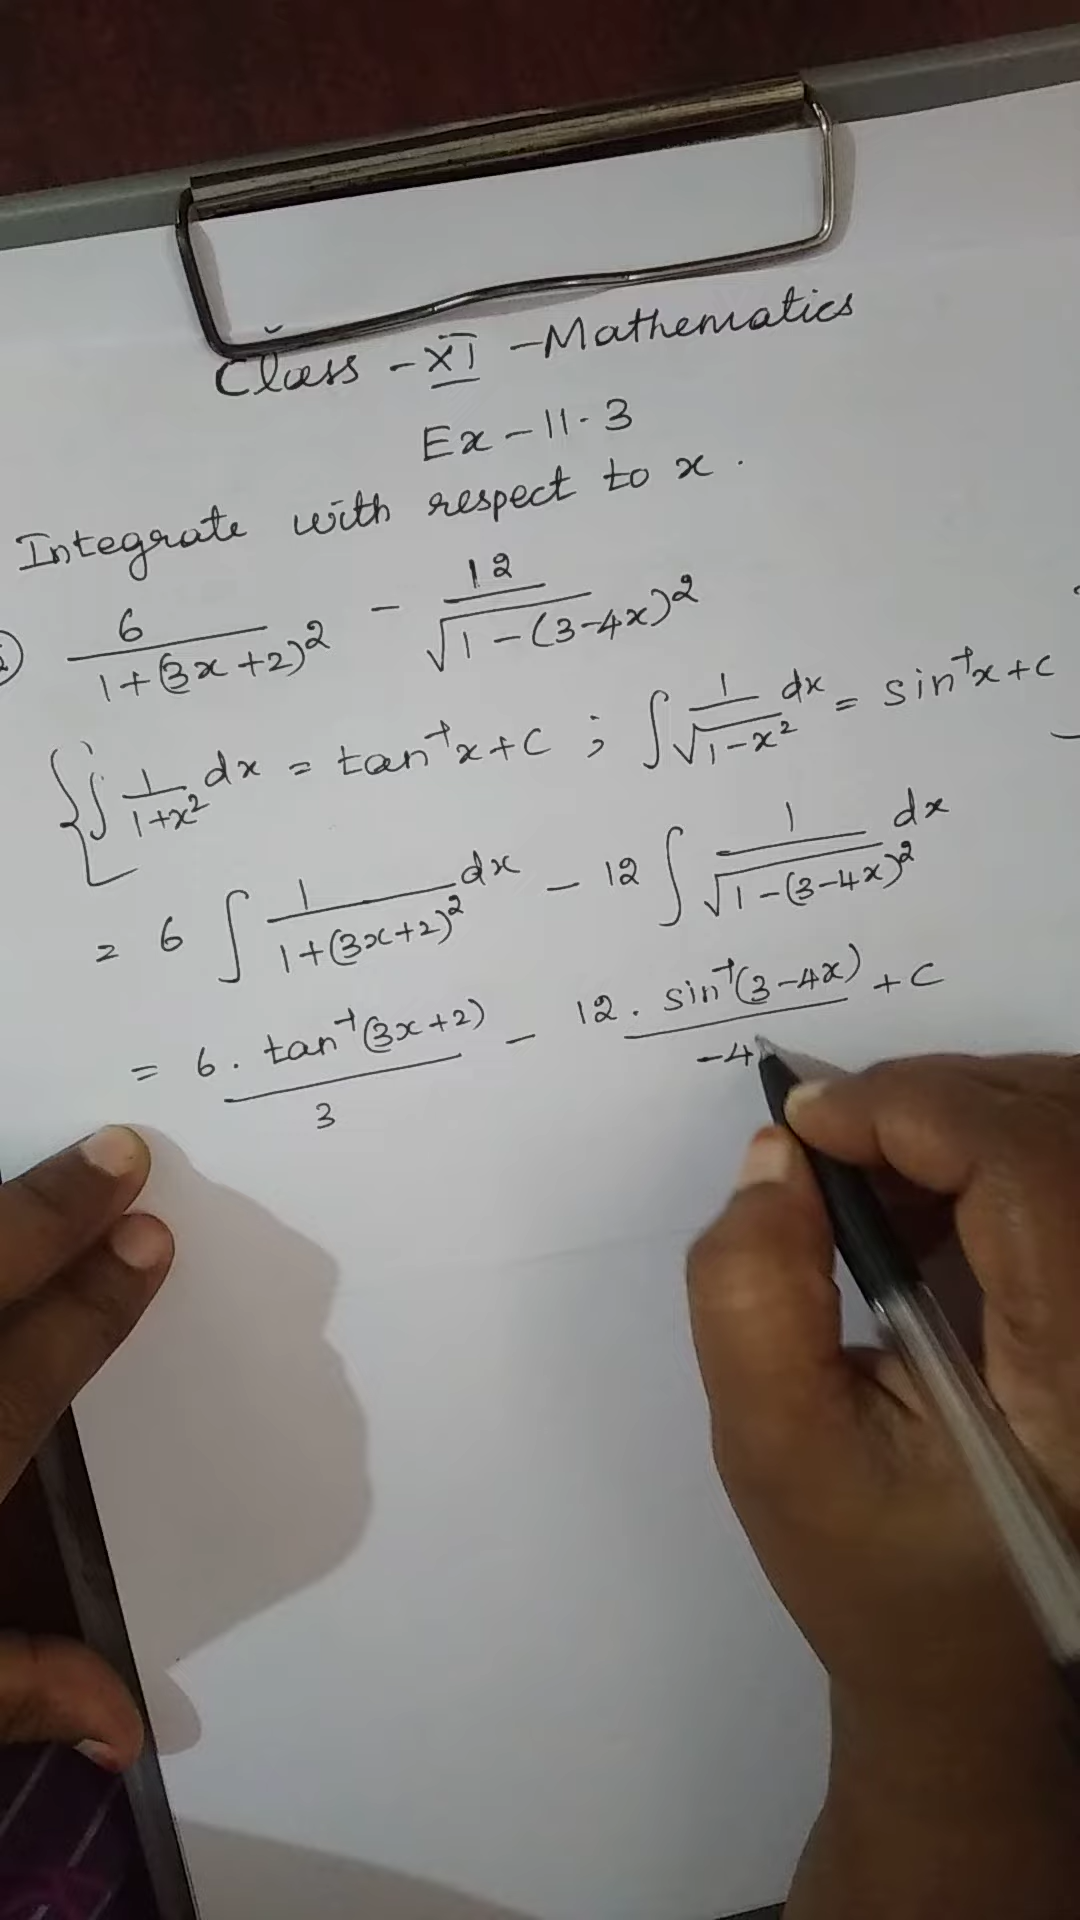 Class - XI - Mathematics
Ex - 11.3
Integrate with respect to x.
6/(1+(3x+2)²) - 12/√(1-(3-4x)²)
{∫ 1/(1+x²) dx = tan⁻¹x + c ; ∫ 1/√(1-x²) dx = sin⁻¹x + c
= 6 ∫ 1/(1+(3x+2)²) dx - 12 ∫ 1/√(1-(3-4x)²) dx
= 6 . tan⁻¹(3x+2)/3 - 12 . sin⁻¹(3-4x)/-4 + c